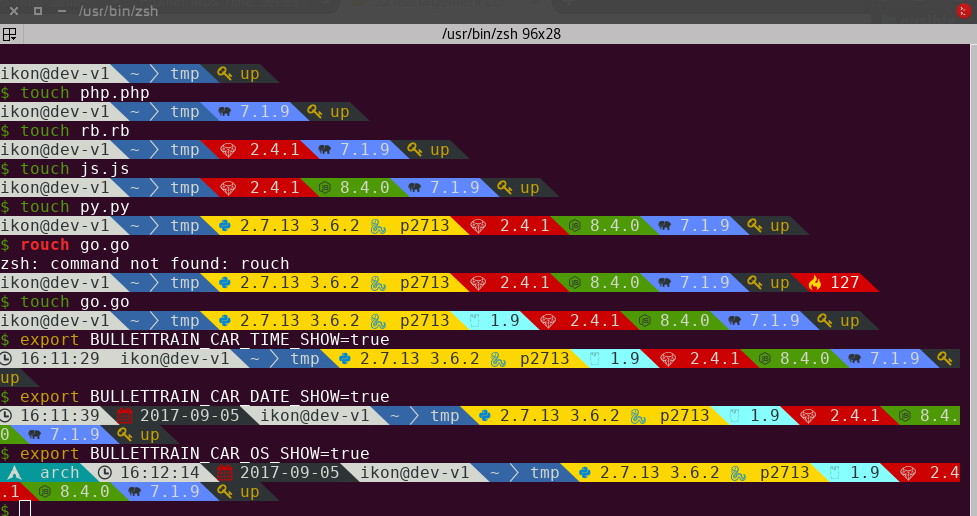 /usr/bin/zsh
/usr/bin/zsh 96x28
ikon@dev-v1 ~ tmp up
$ touch php.php
ikon@dev-v1 ~ tmp 7.1.9 up
$ touch rb.rb
ikon@dev-v1 ~ tmp 2.4.1 7.1.9 up
$ touch js.js
ikon@dev-v1 ~ tmp 2.4.1 8.4.0 7.1.9 up
$ touch py.py
ikon@dev-v1 ~ tmp 2.7.13 3.6.2 p2713 2.4.1 8.4.0 7.1.9 up
$ rouch go.go
zsh: command not found: rouch
ikon@dev-v1 ~ tmp 2.7.13 3.6.2 p2713 2.4.1 8.4.0 7.1.9 up 127
$ touch go.go
ikon@dev-v1 ~ tmp 2.7.13 3.6.2 p2713 1.9 2.4.1 8.4.0 7.1.9 up
$ export BULLETTRAIN_CAR_TIME_SHOW=true
16:11:29 ikon@dev-v1 ~ tmp 2.7.13 3.6.2 p2713 1.9 2.4.1 8.4.0 7.1.9
up
$ export BULLETTRAIN_CAR_DATE_SHOW=true
16:11:39 2017-09-05 ikon@dev-v1 ~ tmp 2.7.13 3.6.2 p2713 1.9 2.4.1 8.4.
0 7.1.9 up
$ export BULLETTRAIN_CAR_OS_SHOW=true
arch 16:12:14 2017-09-05 ikon@dev-v1 ~ tmp 2.7.13 3.6.2 p2713 1.9 2.4
.1 8.4.0 7.1.9 up
$